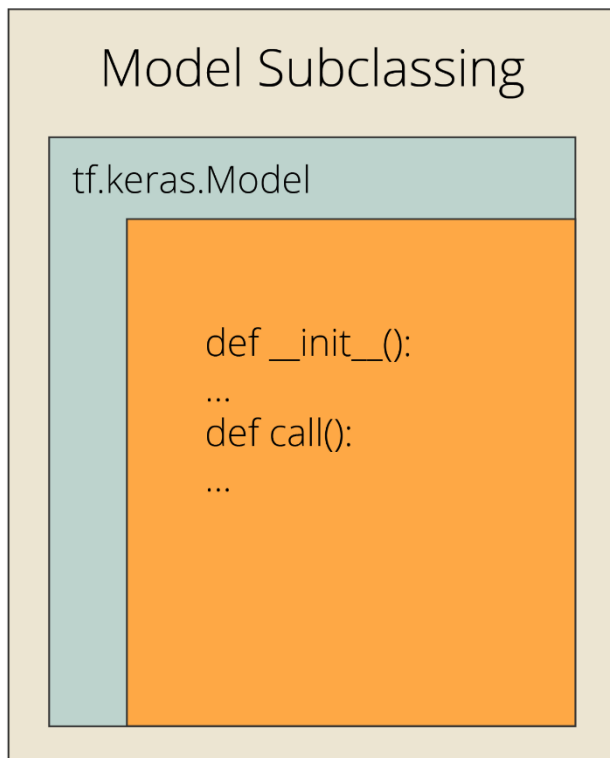 Model Subclassing
tf.keras.Model
def __init__():
...
def call():
...